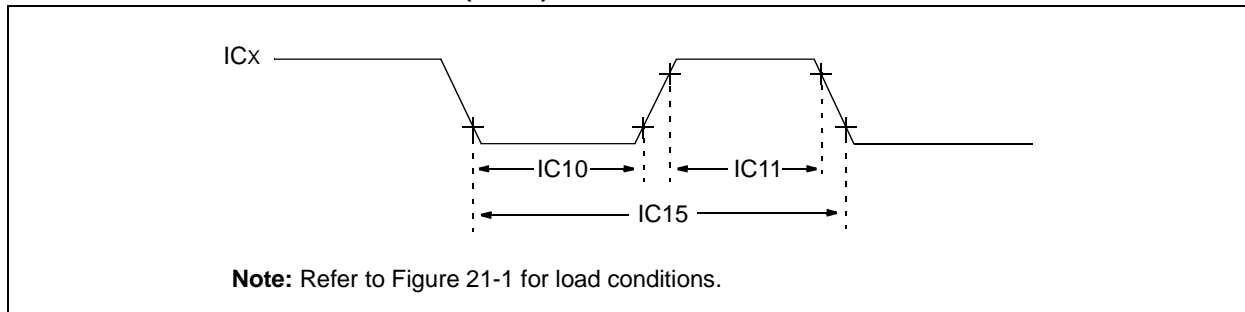 ICX
IC10
IC11
IC15
Note: Refer to Figure 21-1 for load conditions.